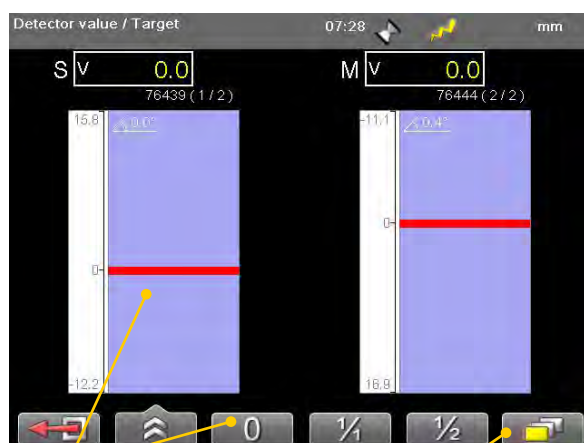 Detector value / Target 07:28 mm
S V 0.0 M V 0.0
76439 (1 / 2) 76444 (2 / 2)
15.8 0.0° -11.1 0.4°
0
0
-12.2 16.9
0 1/1 1/2